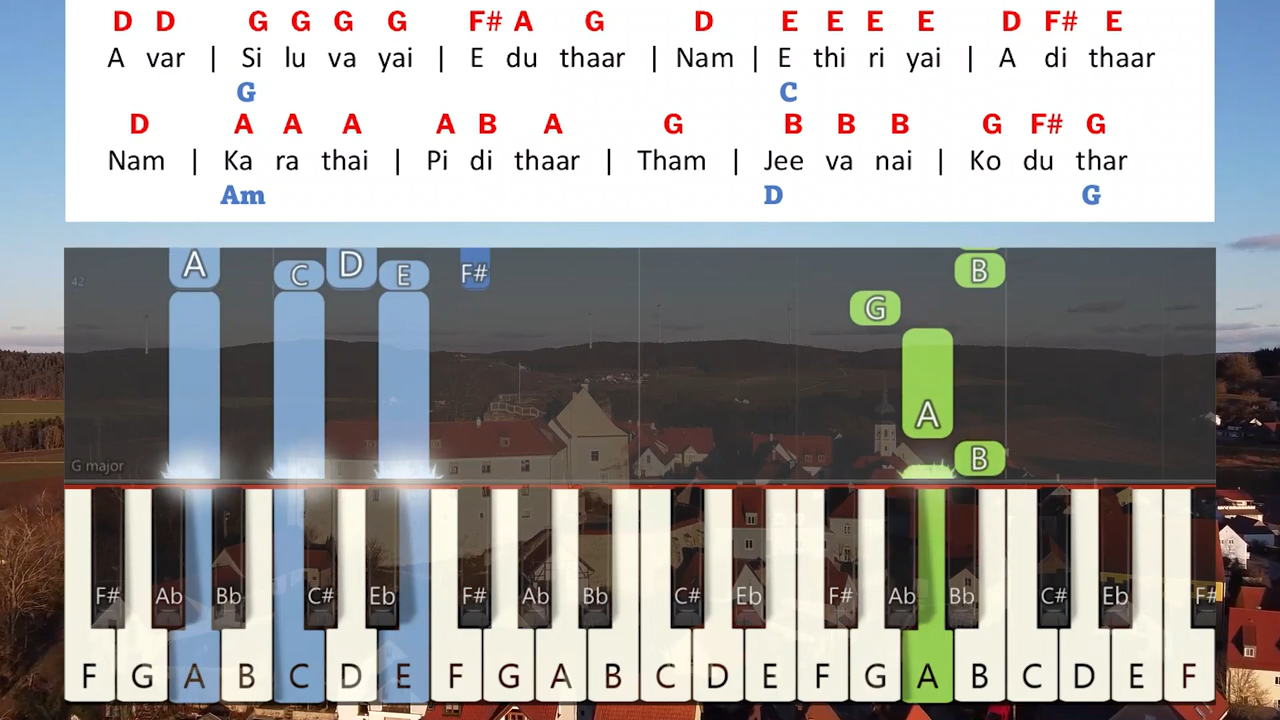 D D G G G G F# A G D E E E E D F# E
A var | Si lu va yai | E du thaar | Nam | E thi ri yai | A di thaar
G C
D A A A A B A G B B B G F# G
Nam | Ka ra thai | Pi di thaar | Tham | Jee va nai | Ko du thar
Am D G
A C D E F# B
42
G
A
G major B
F# Ab Bb C# Eb F# Ab Bb C# Eb F# Ab Bb C# Eb F#
F G A B C D E F G A B C D E F G A B C D E F